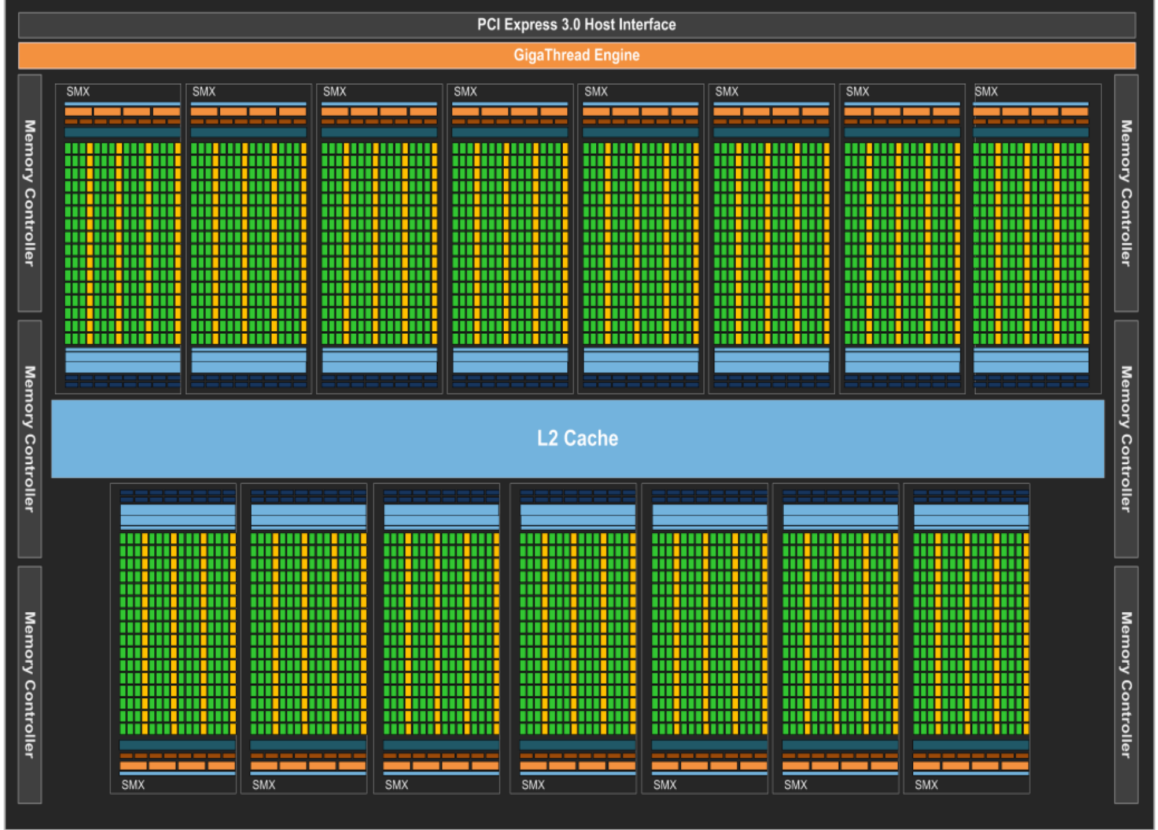 PCI Express 3.0 Host Interface
GigaThread Engine
SMX SMX SMX SMX SMX SMX SMX SMX
Memory Controller
Memory Controller
Memory Controller
Memory Controller
L2 Cache
Memory Controller
Memory Controller
SMX SMX SMX SMX SMX SMX SMX